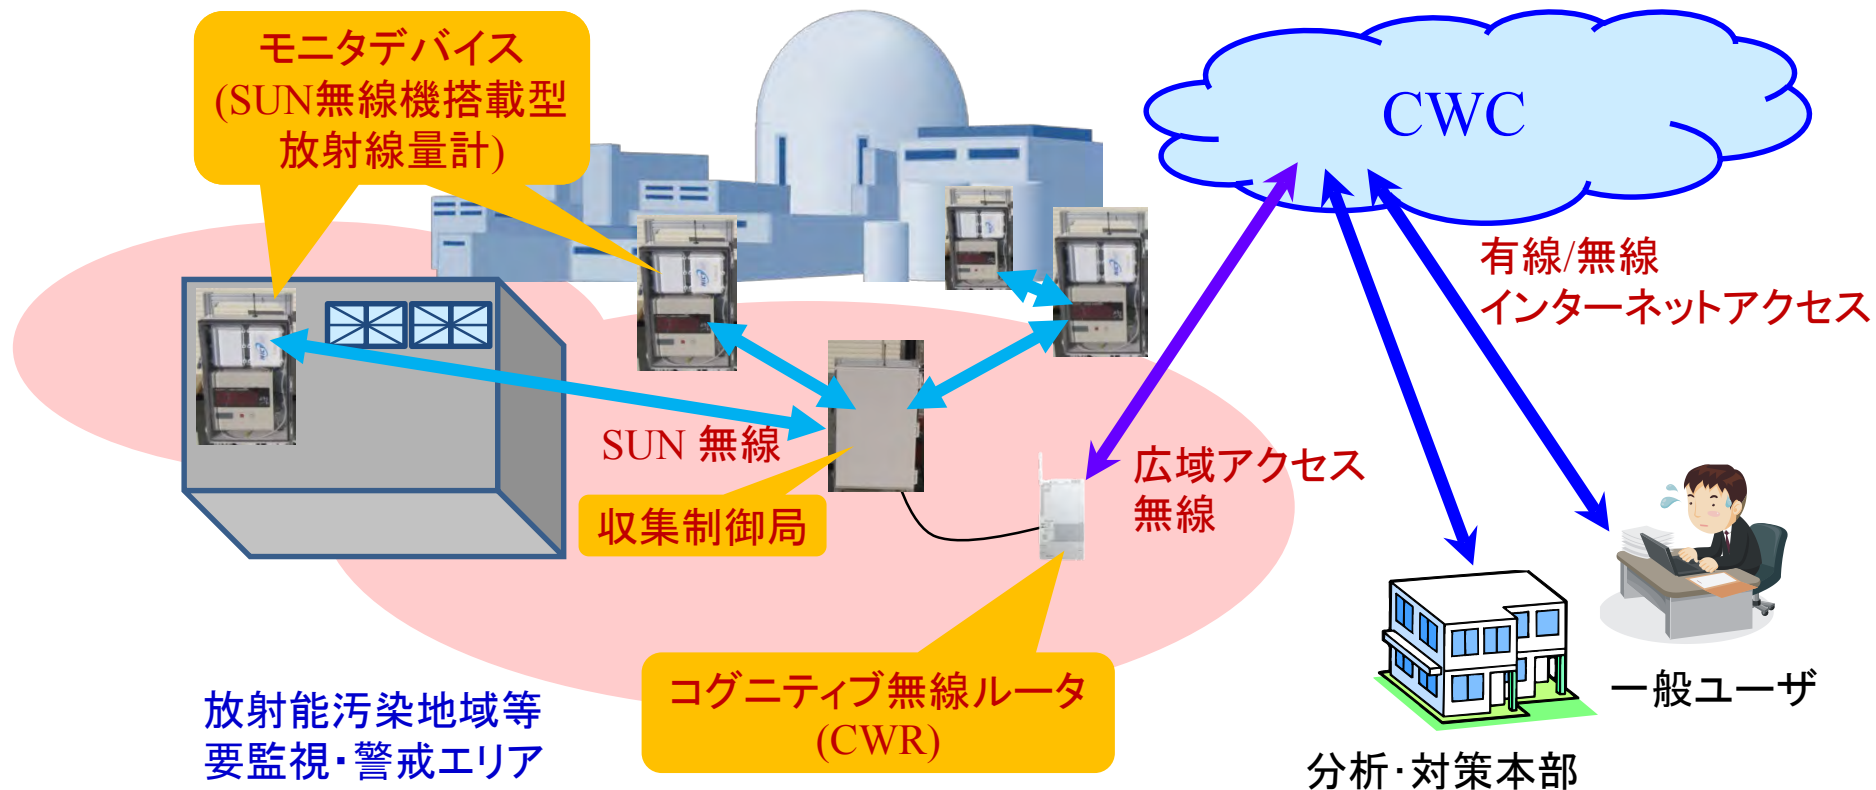 モニタデバイス
(SUN無線機搭載型
放射線量計)
CWC
有線/無線
インターネットアクセス
SUN 無線
収集制御局
広域アクセス
無線
コグニティブ無線ルータ
(CWR)
放射能汚染地域等
要監視・警戒エリア
一般ユーザ
分析・対策本部